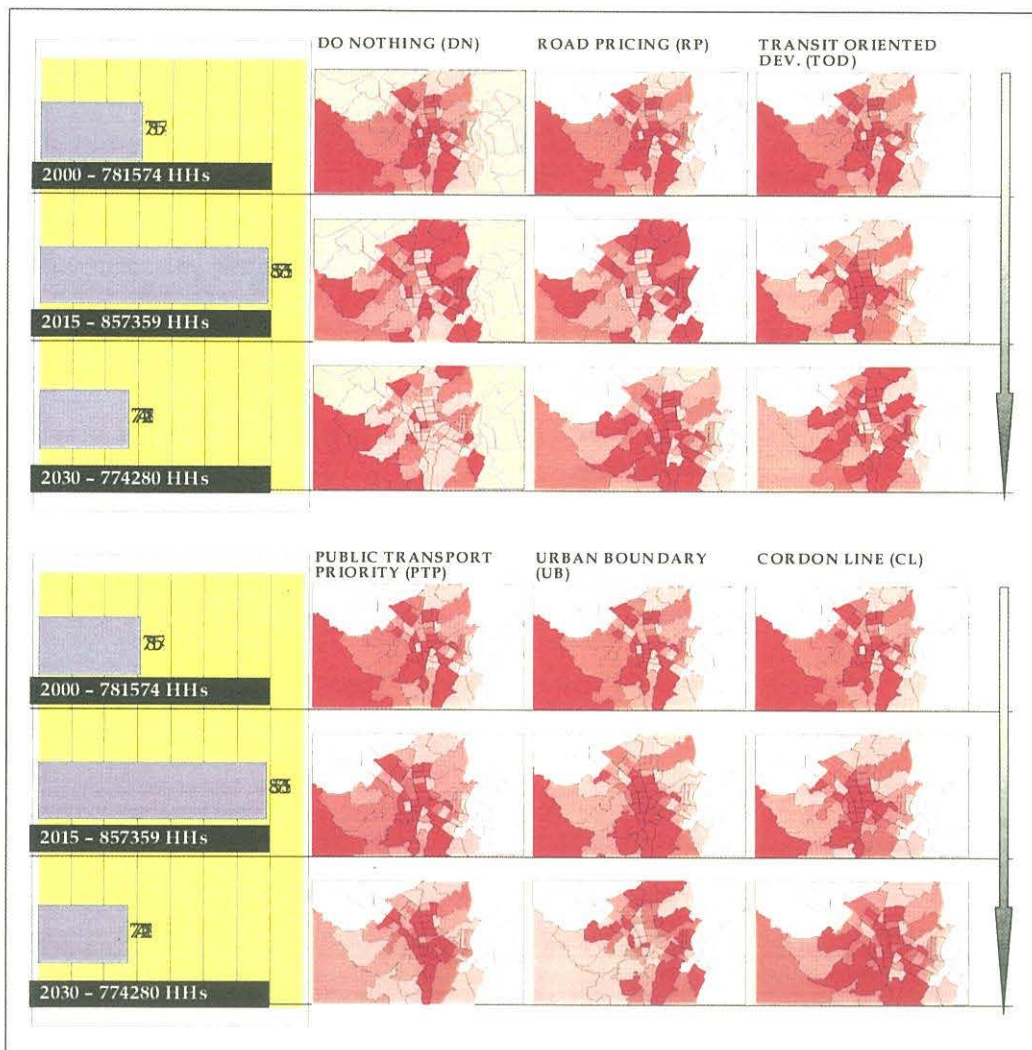 DO NOTHING (DN)
ROAD PRICING (RP)
TRANSIT ORIENTED
DEV. (TOD)
2000 – 781574 HHs
2015 – 857359 HHs
2030 – 774280 HHs
PUBLIC TRANSPORT
PRIORITY (PTP)
URBAN BOUNDARY
(UB)
CORDON LINE (CL)
2000 – 781574 HHs
2015 – 857359 HHs
2030 – 774280 HHs